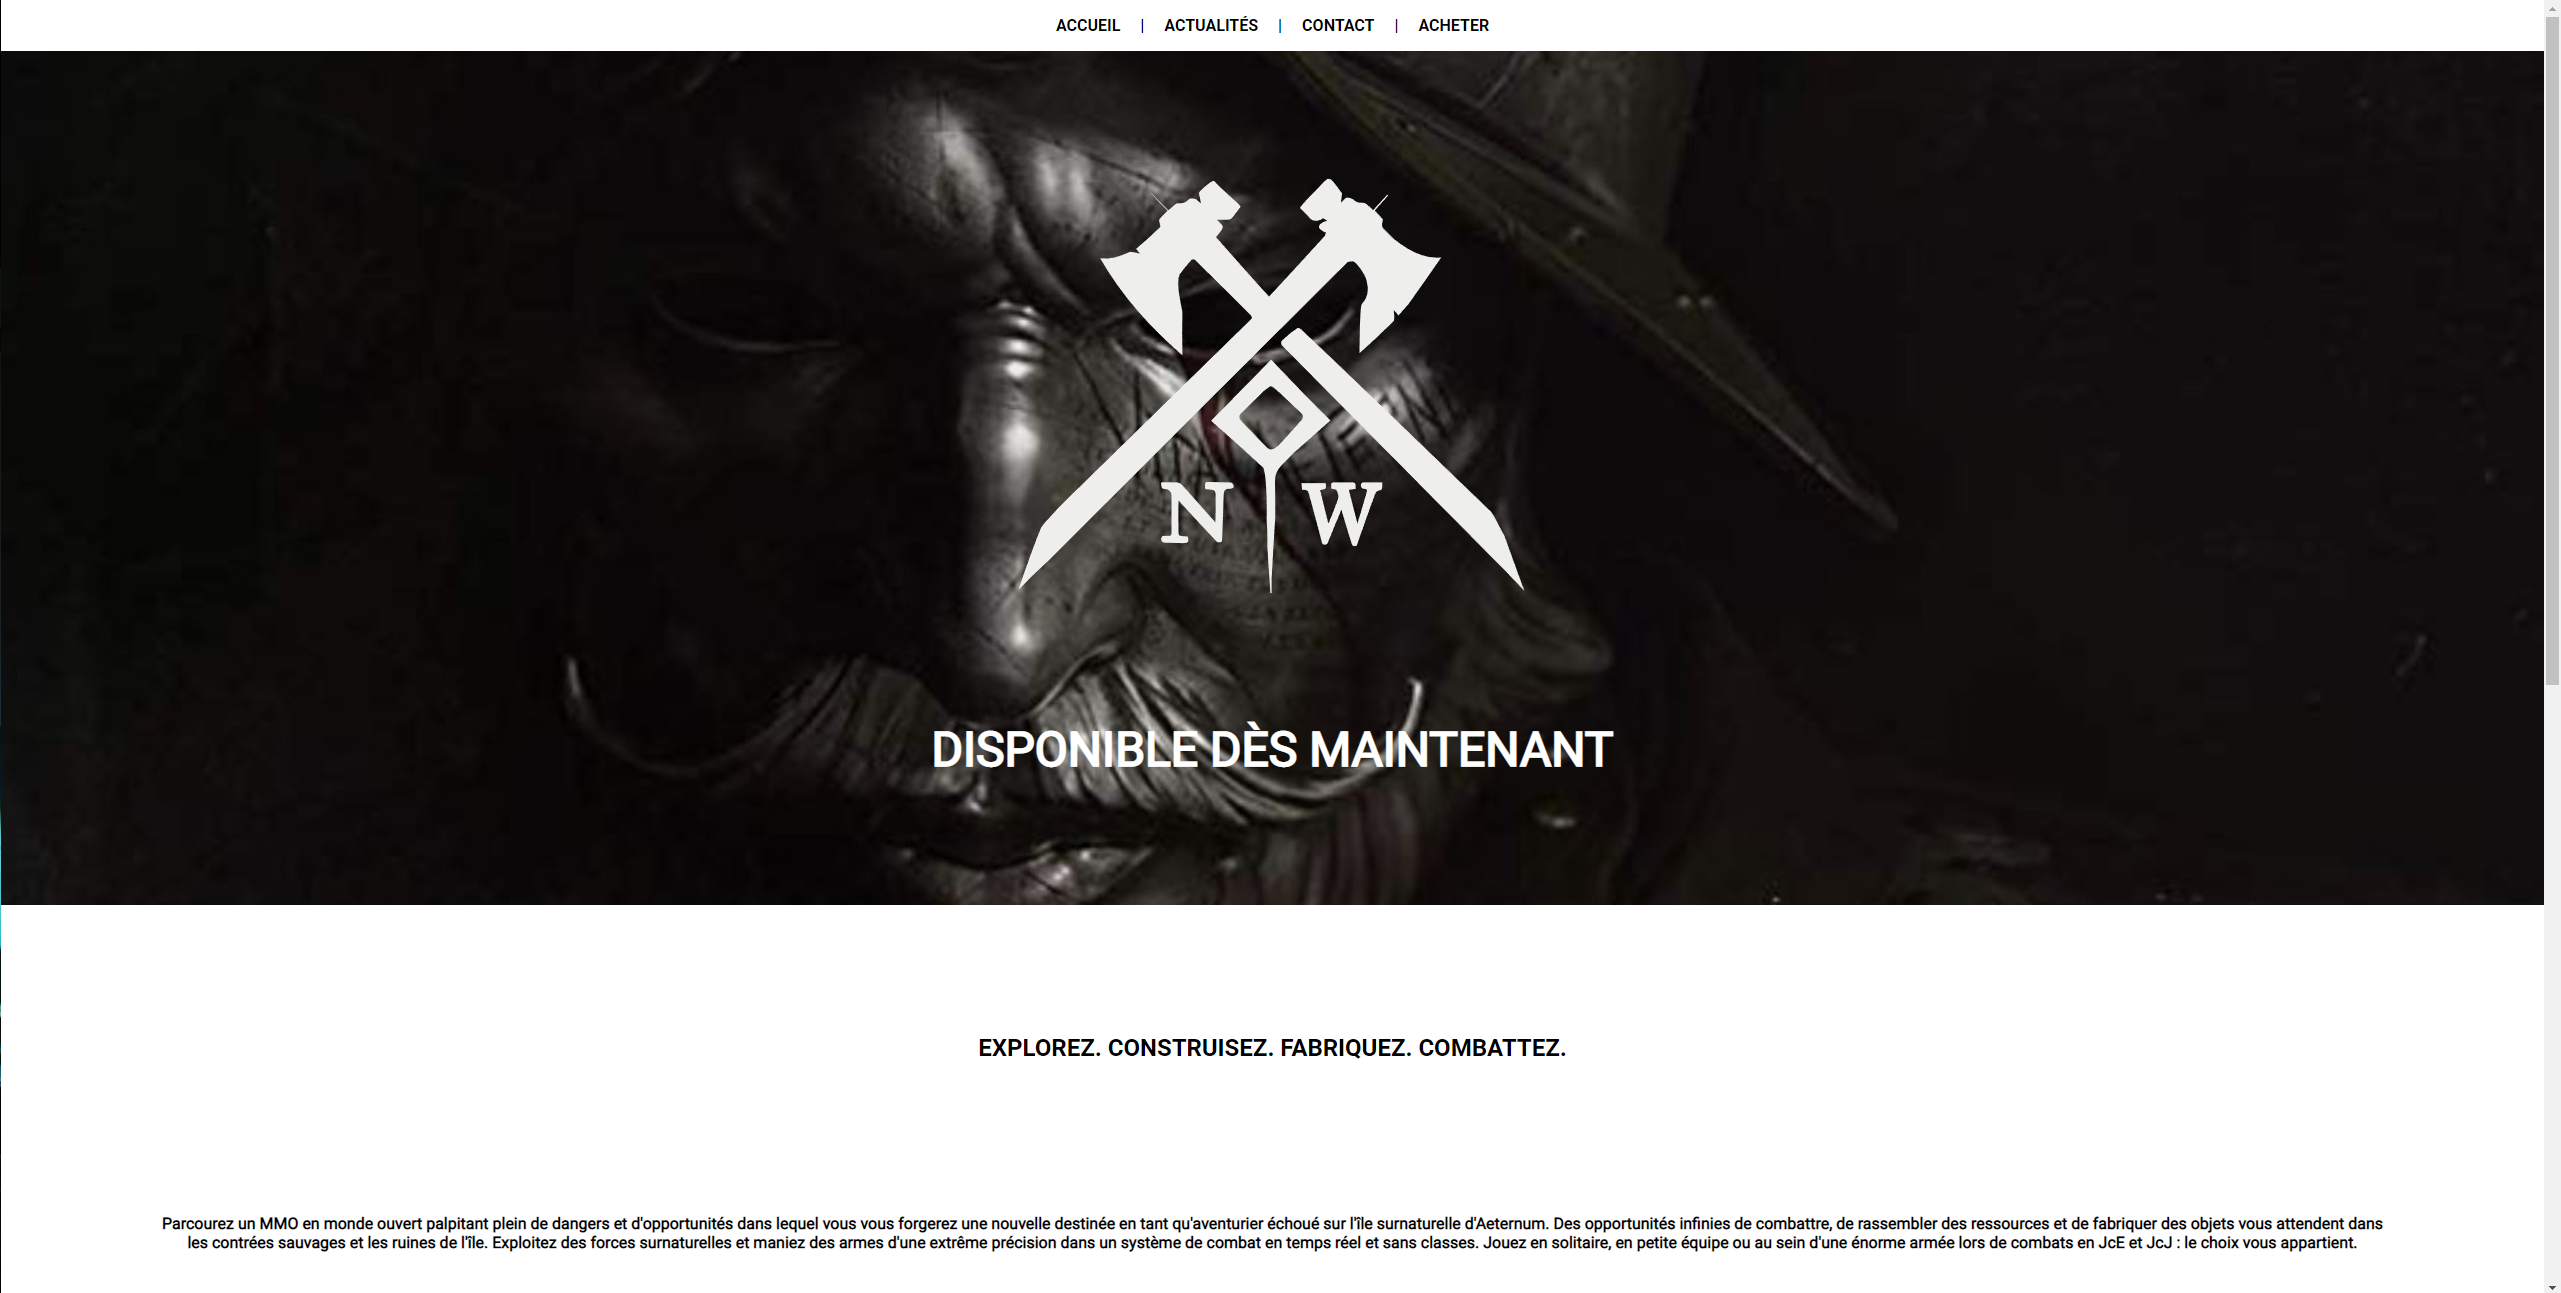 ACCUEIL | ACTUALITÉS | CONTACT | ACHETER
N W
DISPONIBLE DÈS MAINTENANT
EXPLOREZ. CONSTRUISEZ. FABRIQUEZ. COMBATTEZ.
Parcourez un MMO en monde ouvert palpitant plein de dangers et d'opportunités dans lequel vous vous forgerez une nouvelle destinée en tant qu'aventurier échoué sur l'île surnaturelle d'Aeternum. Des opportunités infinies de combattre, de rassembler des ressources et de fabriquer des objets vous attendent dans
les contrées sauvages et les ruines de l'île. Exploitez des forces surnaturelles et maniez des armes d'une extrême précision dans un système de combat en temps réel et sans classes. Jouez en solitaire, en petite équipe ou au sein d'une énorme armée lors de combats en JcE et JcJ : le choix vous appartient.